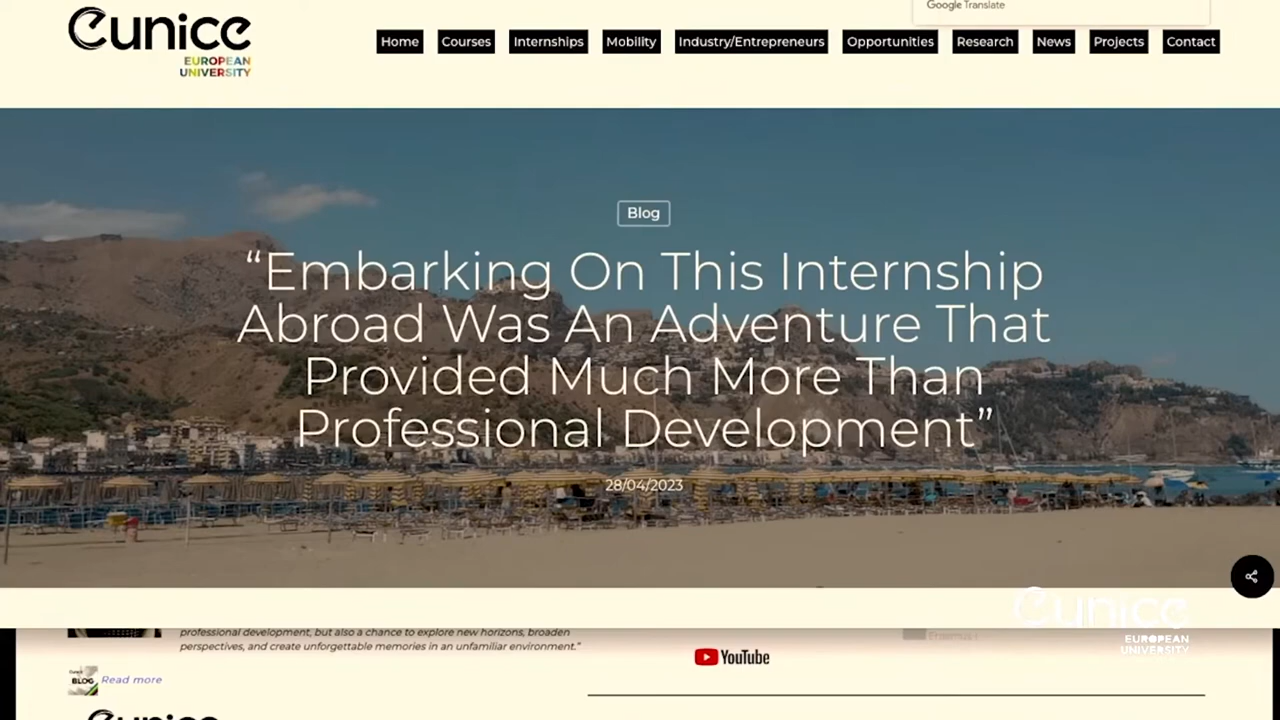 Google Translate
eunice
EUROPEAN
UNIVERSITY
Home Courses Internships Mobility Industry/Entrepreneurs Opportunities Research News Projects Contact
Blog
“Embarking On This Internship
Abroad Was An Adventure That
Provided Much More Than
Professional Development”
28/04/2023
eunice
EUROPEAN
UNIVERSITY
professional development, but also a chance to explore new horizons, broaden
perspectives, and create unforgettable memories in an unfamiliar environment.”
Erasmus+
YouTube
BLOG
Read more
eunice